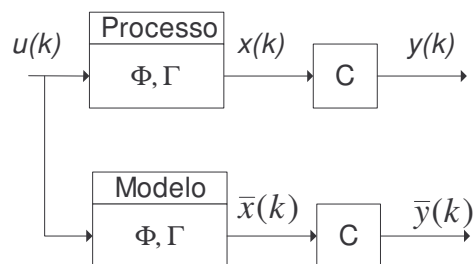 Processo
u(k)
x(k)
y(k)
Φ, Γ
C
Modelo
x̄(k)
ȳ(k)
Φ, Γ
C